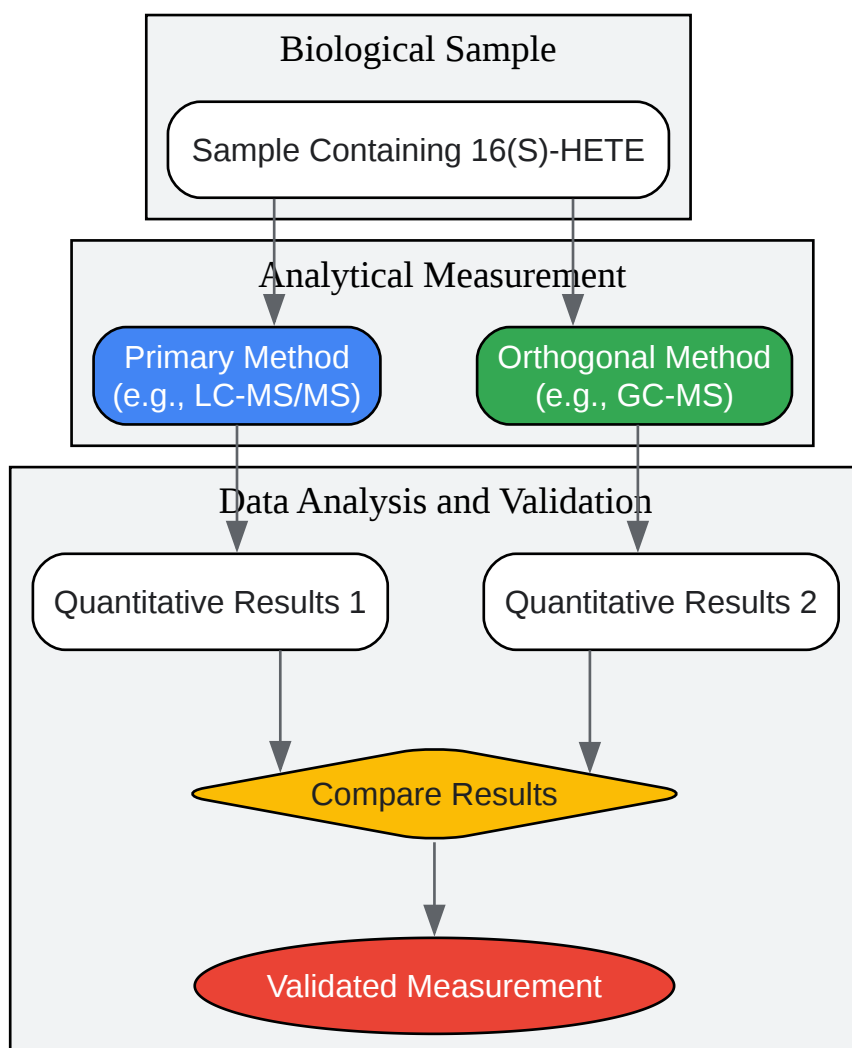 Biological Sample
Sample Containing 16(S)-HETE
Analytical Measurement
Primary Method
(e.g., LC-MS/MS)
Orthogonal Method
(e.g., GC-MS)
Data Analysis and Validation
Quantitative Results 1
Quantitative Results 2
Compare Results
Validated Measurement